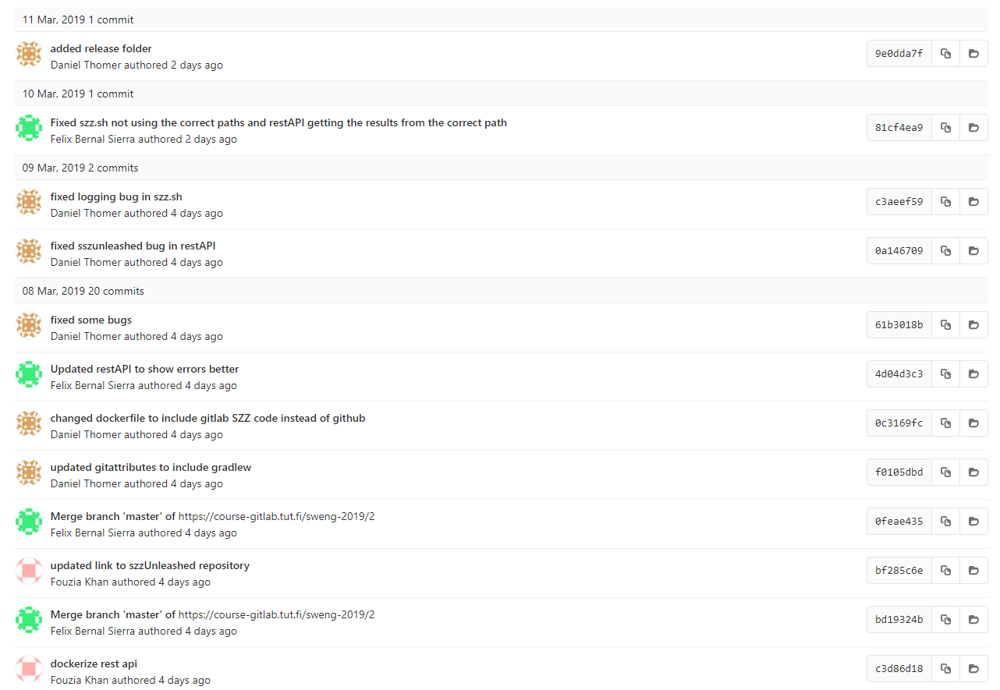 11 Mar, 2019 1 commit
added release folder
Daniel Thomer authored 2 days ago
9e0dda7f
10 Mar, 2019 1 commit
Fixed szz.sh not using the correct paths and restAPI getting the results from the correct path
Felix Bernal Sierra authored 2 days ago
81cf4ea9
09 Mar, 2019 2 commits
fixed logging bug in szz.sh
Daniel Thomer authored 4 days ago
c3aeef59
fixed sszunleashed bug in restAPI
Daniel Thomer authored 4 days ago
0a146709
08 Mar, 2019 20 commits
fixed some bugs
Daniel Thomer authored 4 days ago
61b3018b
Updated restAPI to show errors better
Felix Bernal Sierra authored 4 days ago
4d04d3c3
changed dockerfile to include gitlab SZZ code instead of github
Daniel Thomer authored 4 days ago
0c3169fc
updated gitattributes to include gradlew
Daniel Thomer authored 4 days ago
f0105dbd
Merge branch 'master' of https://course-gitlab.tut.fi/sweng-2019/2
Felix Bernal Sierra authored 4 days ago
0feae435
updated link to szzUnleashed repository
Fouzia Khan authored 4 days ago
bf285c6e
Merge branch 'master' of https://course-gitlab.tut.fi/sweng-2019/2
Felix Bernal Sierra authored 4 days ago
bd19324b
dockerize rest api
Fouzia Khan authored 4 days ago
c3d86d18